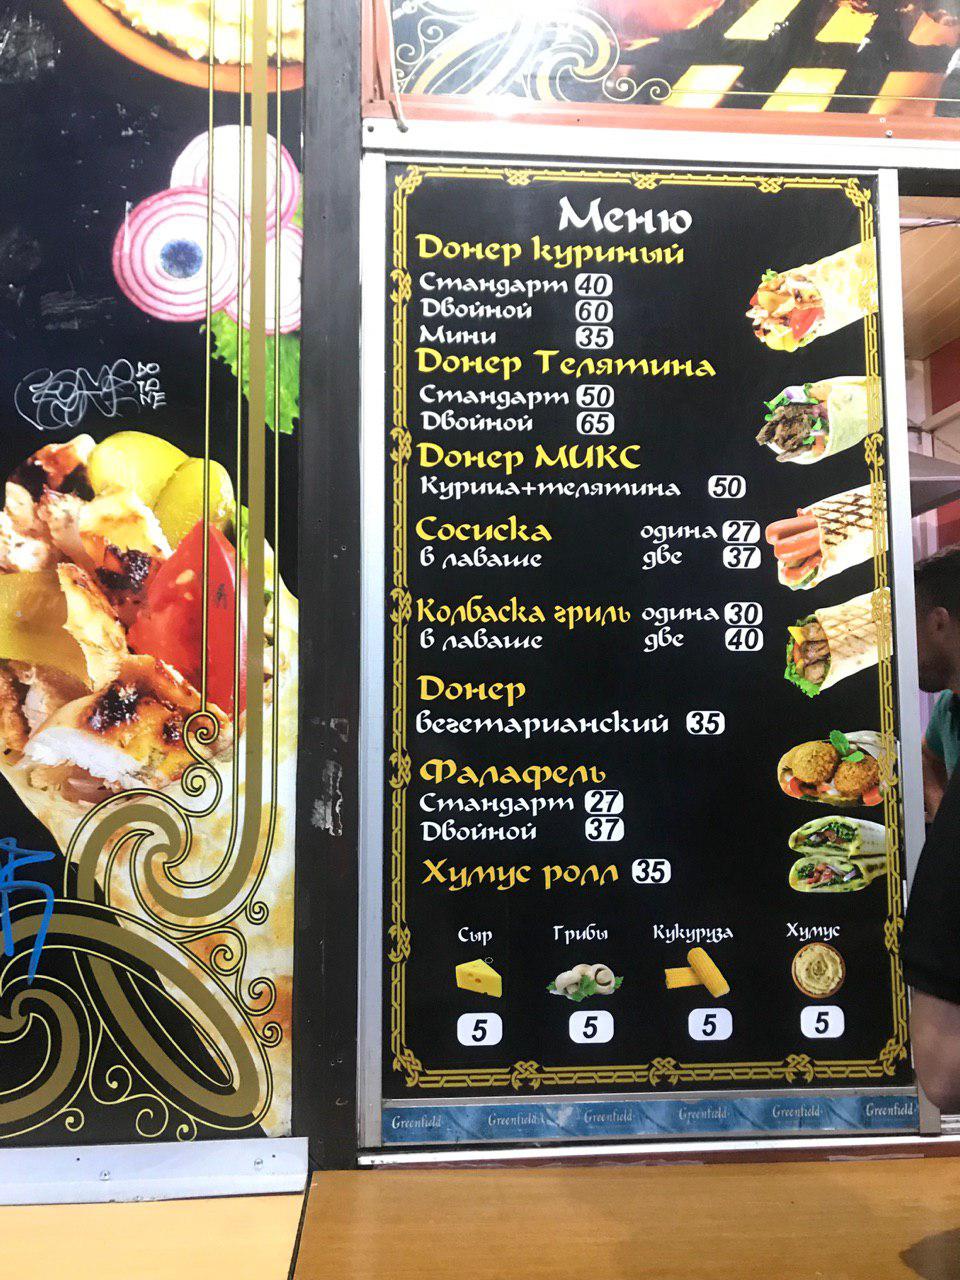 Меню
Донер куриный
Стандарт 40
Двойной 60
Мини 35
Донер Телятина
Стандарт 50
Двойной 65
Донер МИКС
Курица+телятина 50
Сосиска одина 27
в лаваше две 37
Колбаска гриль одина 30
в лаваше две 40
Донер
вегетарианский 35
Фалафель
Стандарт 27
Двойной 37
Хумус ролл 35
Сыр Грибы Кукуруза Хумус
5 5 5 5
Greenfield Greenfield Greenfield Greenfield Greenfield Greenfield